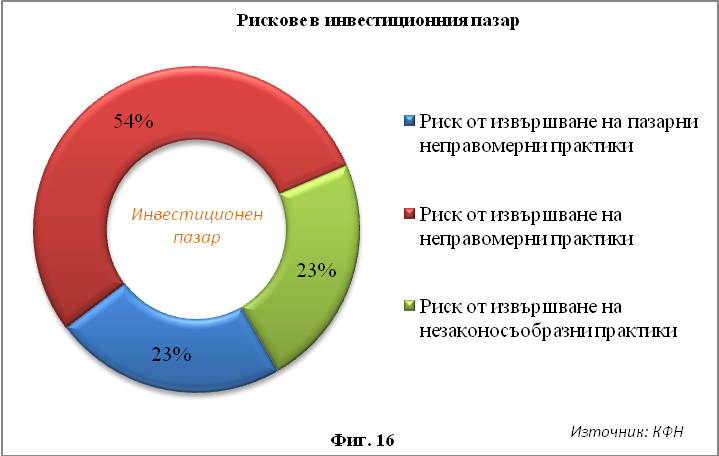 Рискове в инвестиционния пазар
54%
Инвестиционен
пазар
23%
23%
Риск от извършване на пазарни
неправомерни практики
Риск от извършване на
неправомерни практики
Риск от извършване на
незаконосъобразни практики
Фиг. 16
Източник: КФН